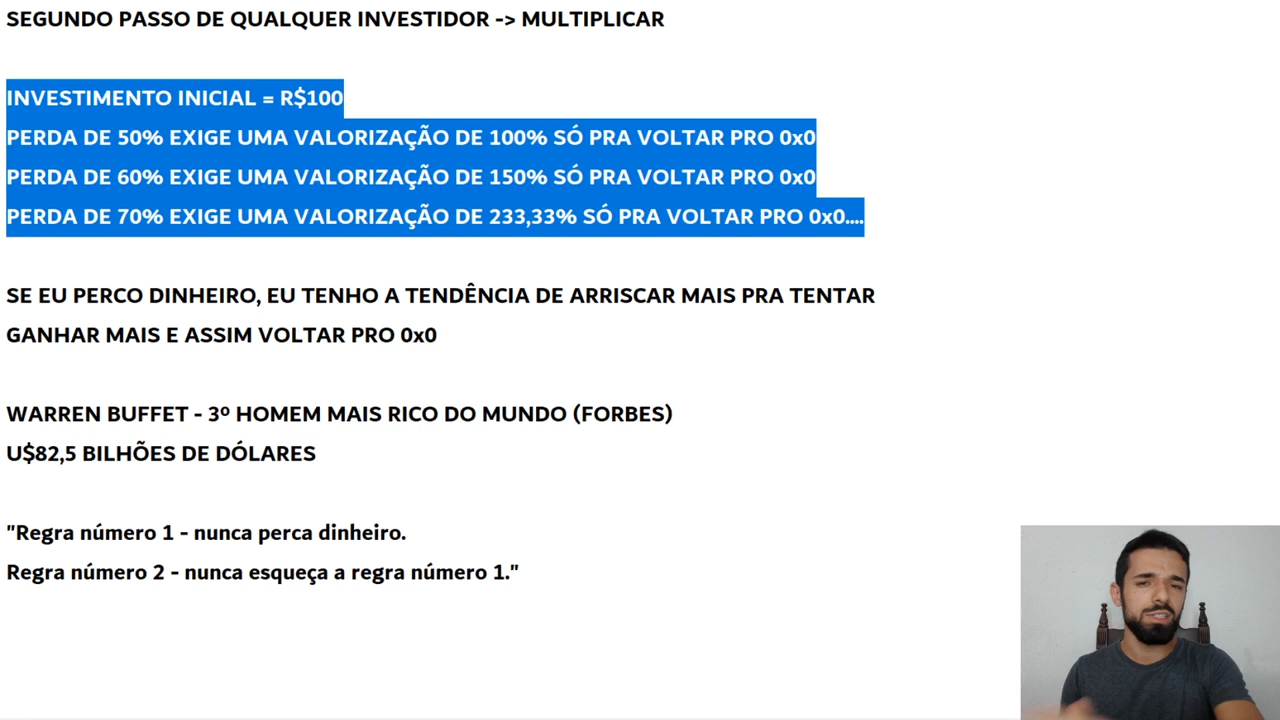 SEGUNDO PASSO DE QUALQUER INVESTIDOR -> MULTIPLICAR
INVESTIMENTO INICIAL = R$100
PERDA DE 50% EXIGE UMA VALORIZAÇÃO DE 100% SÓ PRA VOLTAR PRO 0x0
PERDA DE 60% EXIGE UMA VALORIZAÇÃO DE 150% SÓ PRA VOLTAR PRO 0x0
PERDA DE 70% EXIGE UMA VALORIZAÇÃO DE 233,33% SÓ PRA VOLTAR PRO 0x0....
SE EU PERCO DINHEIRO, EU TENHO A TENDÊNCIA DE ARRISCAR MAIS PRA TENTAR
GANHAR MAIS E ASSIM VOLTAR PRO 0x0
WARREN BUFFET - 3º HOMEM MAIS RICO DO MUNDO (FORBES)
U$82,5 BILHÕES DE DÓLARES
"Regra número 1 - nunca perca dinheiro.
Regra número 2 - nunca esqueça a regra número 1."